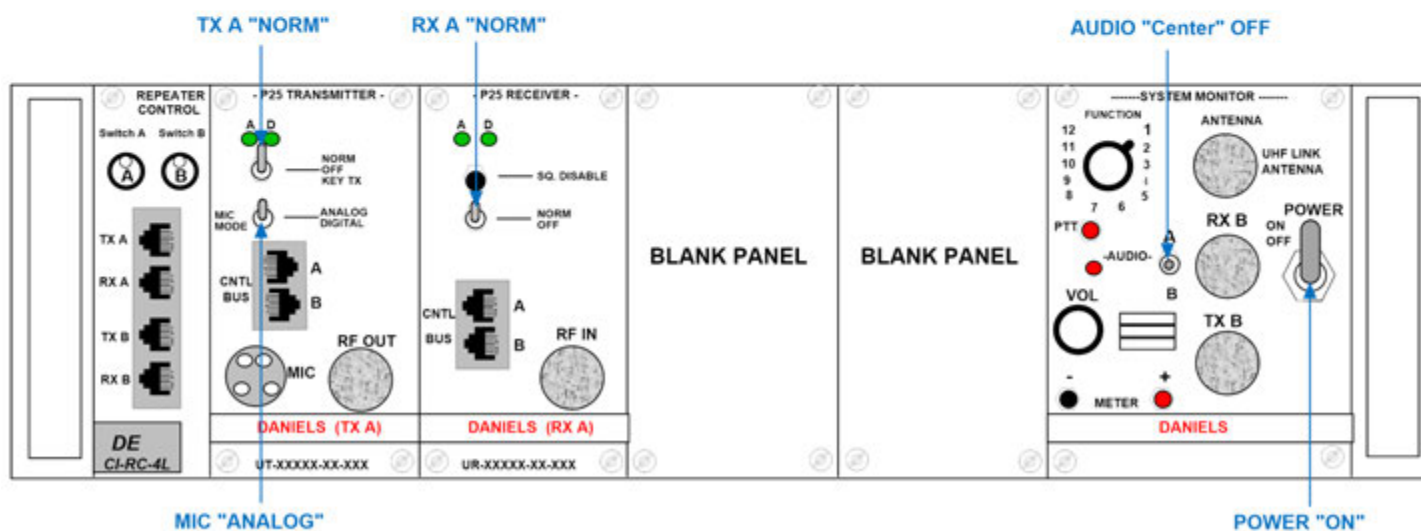 TX A "NORM"
RX A "NORM"
AUDIO "Center" OFF
REPEATER
CONTROL
Switch A Switch B
A
B
TX A
RX A
TX B
RX B
DE
CI-RC-4L
- P25 TRANSMITTER -
A D
NORM
OFF
KEY TX
MIC
MODE
ANALOG
DIGITAL
CNTL
BUS
A
B
RF OUT
MIC
DANIELS (TX A)
UT-XXXXX-XX-XXX
- P25 RECEIVER -
A D
SQ. DISABLE
NORM
OFF
CNTL
BUS
A
B
RF IN
DANIELS (RX A)
UR-XXXXX-XX-XXX
BLANK PANEL
BLANK PANEL
-------SYSTEM MONITOR -------
FUNCTION
12 1
11 2
10 3
9 4
8 5
7 6
ANTENNA
UHF LINK
ANTENNA
PTT
A
-AUDIO-
B
RX B
POWER
ON
OFF
VOL
TX B
- +
METER
DANIELS
MIC "ANALOG"
POWER "ON"